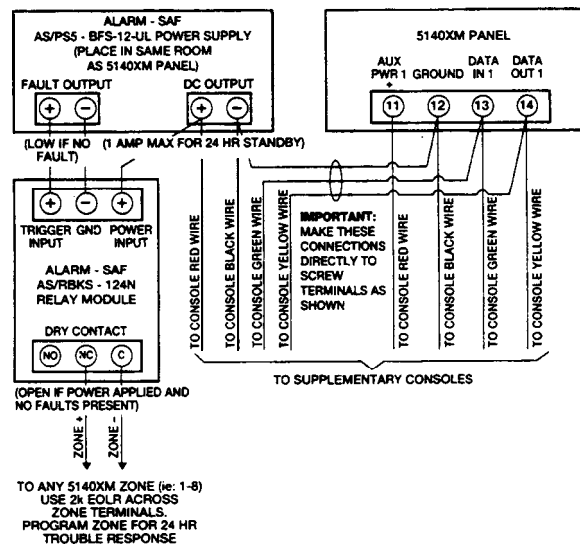 ALARM - SAF
AS/PS5 - BFS-12-UL POWER SUPPLY
(PLACE IN SAME ROOM
AS 5140XM PANEL)
FAULT OUTPUT
DC OUTPUT
+ − + −
(LOW IF NO
FAULT)
(1 AMP MAX FOR 24 HR STANDBY)
5140XM PANEL
AUX
PWR 1
+
GROUND
DATA
IN 1
DATA
OUT 1
11 12 13 14
+ − +
TRIGGER
INPUT
GND
POWER
INPUT
ALARM - SAF
AS/RBKS - 124N
RELAY MODULE
DRY CONTACT
NO NC C
(OPEN IF POWER APPLIED AND
NO FAULTS PRESENT)
ZONE +
ZONE −
TO ANY 5140XM ZONE (ie: 1-8)
USE 2k EOLR ACROSS
ZONE TERMINALS.
PROGRAM ZONE FOR 24 HR
TROUBLE RESPONSE
TO CONSOLE RED WIRE
TO CONSOLE BLACK WIRE
TO CONSOLE GREEN WIRE
TO CONSOLE YELLOW WIRE
IMPORTANT:
MAKE THESE
CONNECTIONS
DIRECTLY TO
SCREW
TERMINALS AS
SHOWN
TO CONSOLE RED WIRE
TO CONSOLE BLACK WIRE
TO CONSOLE GREEN WIRE
TO CONSOLE YELLOW WIRE
TO SUPPLEMENTARY CONSOLES